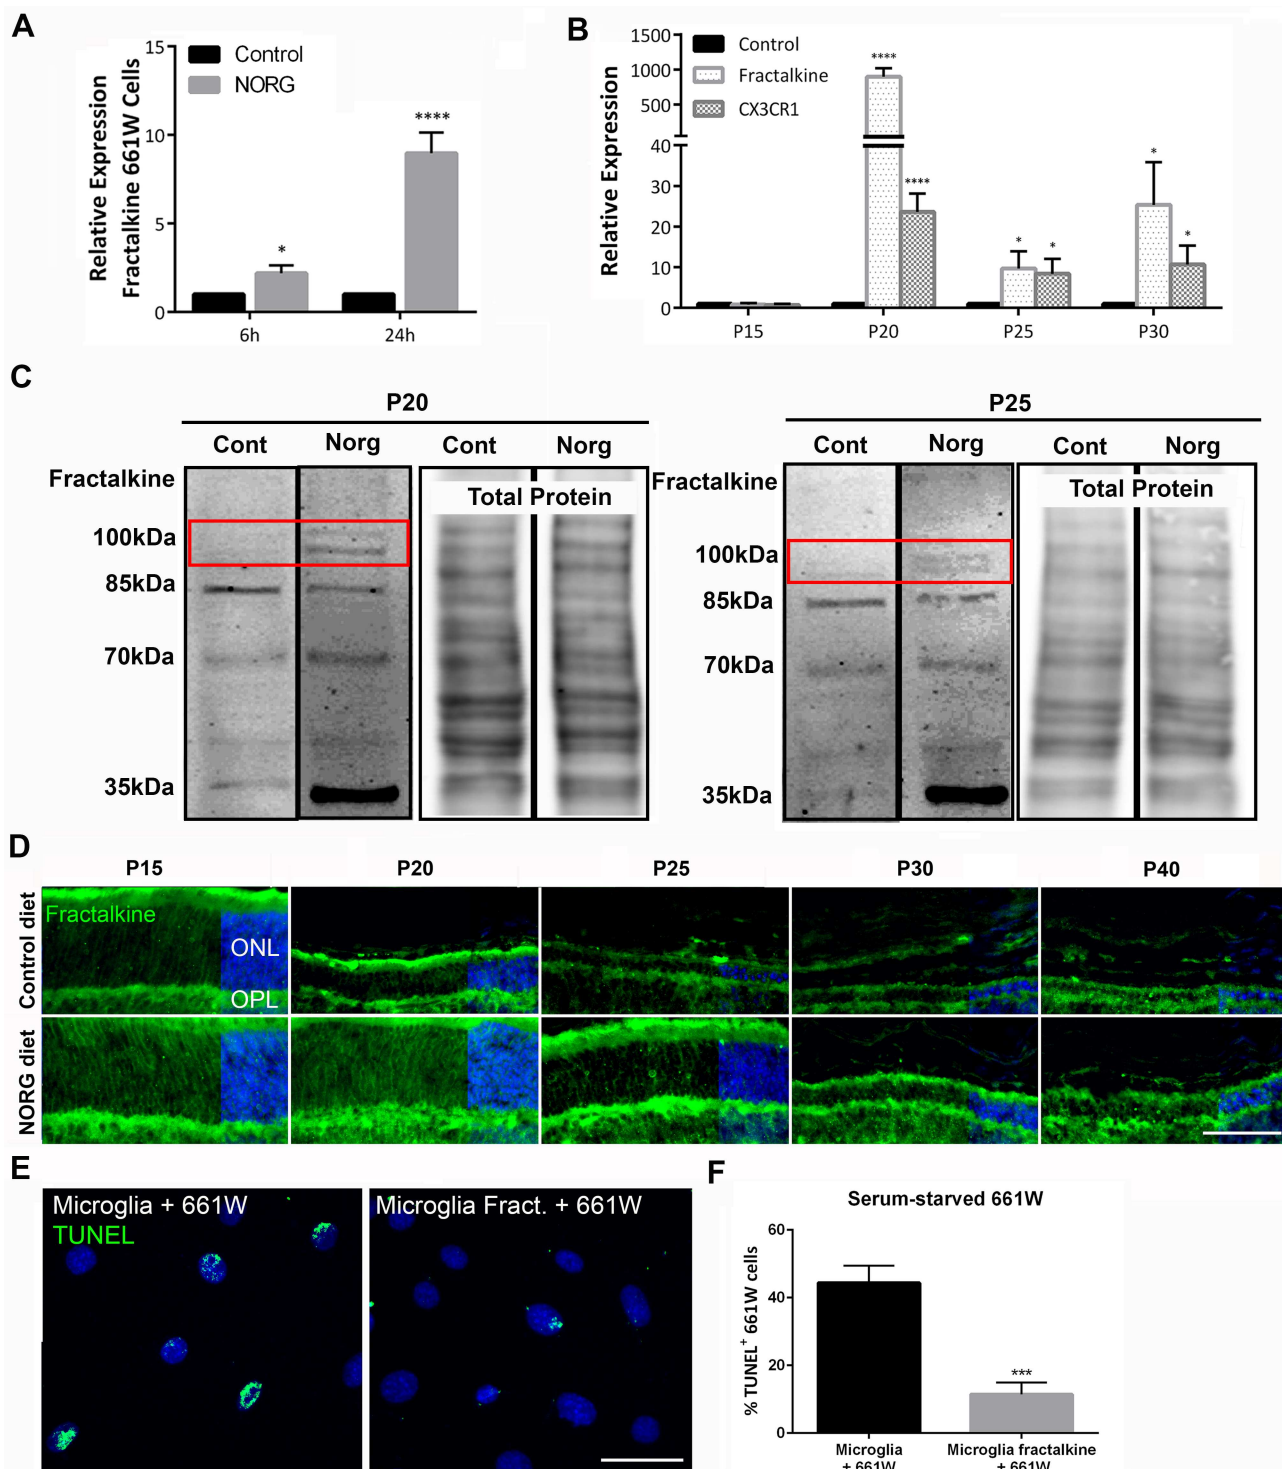 A
Relative Expression
Fractalkine 661W Cells
15
10
5
0
Control
NORG
*
****
6h
24h
B
Relative Expression
1500
1000
500
40
30
20
10
0
Control
Fractalkine
CX3CR1
****
****
*
*
*
*
P15
P20
P25
P30
C
P20
Cont
Norg
Cont
Norg
Fractalkine
Total Protein
100kDa
85kDa
70kDa
35kDa
P25
Cont
Norg
Cont
Norg
Fractalkine
Total Protein
100kDa
85kDa
70kDa
35kDa
D
P15
P20
P25
P30
P40
Control diet
Fractalkine
ONL
OPL
NORG diet
E
Microglia + 661W
TUNEL
Microglia Fract. + 661W
F
Serum-starved 661W
% TUNEL+ 661W cells
60
40
20
0
***
Microglia
+ 661W
Microglia fractalkine
+ 661W